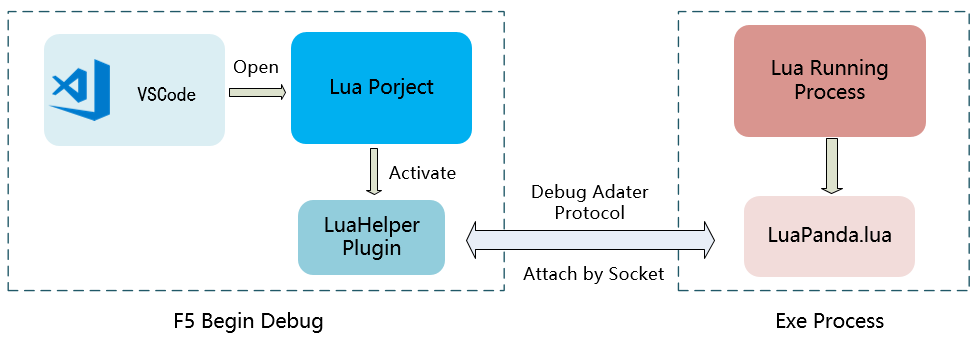 VSCode
Open
Lua Porject
Activate
LuaHelper
Plugin
F5 Begin Debug
Debug Adater
Protocol
Attach by Socket
Lua Running
Process
LuaPanda.lua
Exe Process